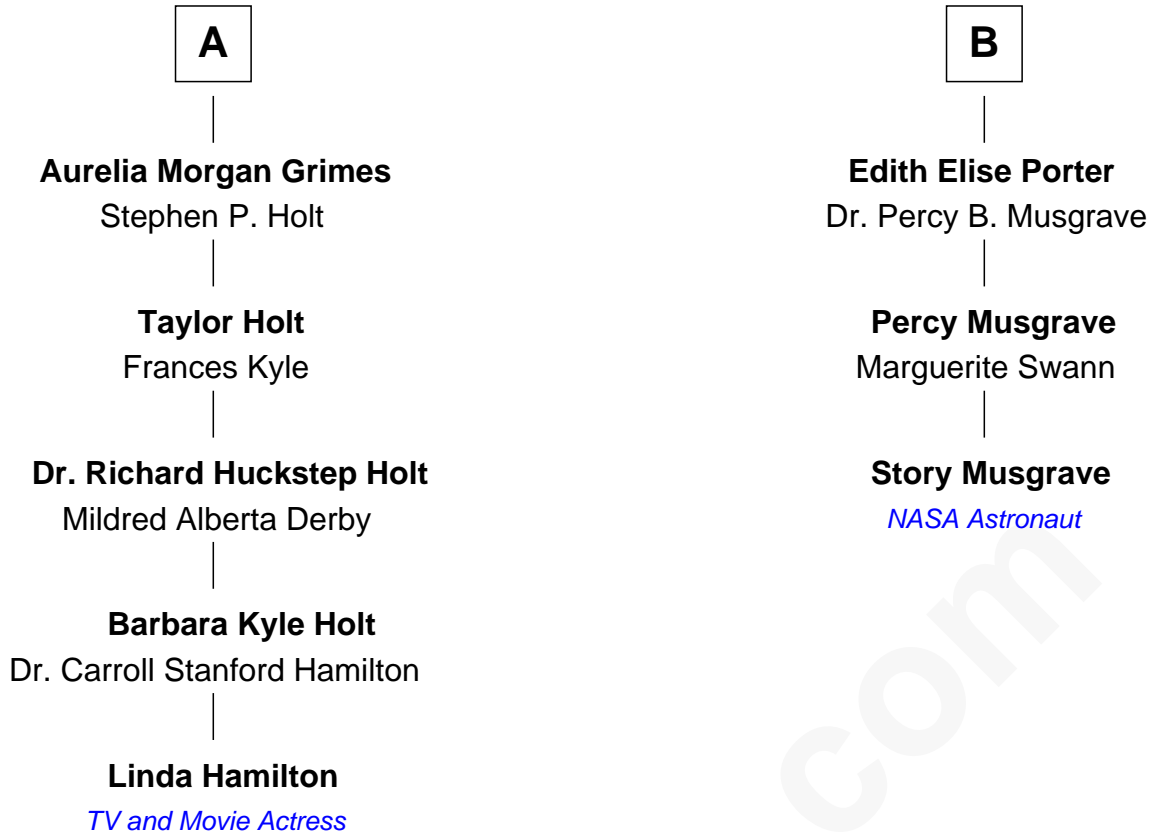 A
Aurelia Morgan Grimes
Stephen P. Holt
Taylor Holt
Frances Kyle
Dr. Richard Huckstep Holt
Mildred Alberta Derby
Barbara Kyle Holt
Dr. Carroll Stanford Hamilton
Linda Hamilton
TV and Movie Actress
B
Edith Elise Porter
Dr. Percy B. Musgrave
Percy Musgrave
Marguerite Swann
Story Musgrave
NASA Astronaut
com